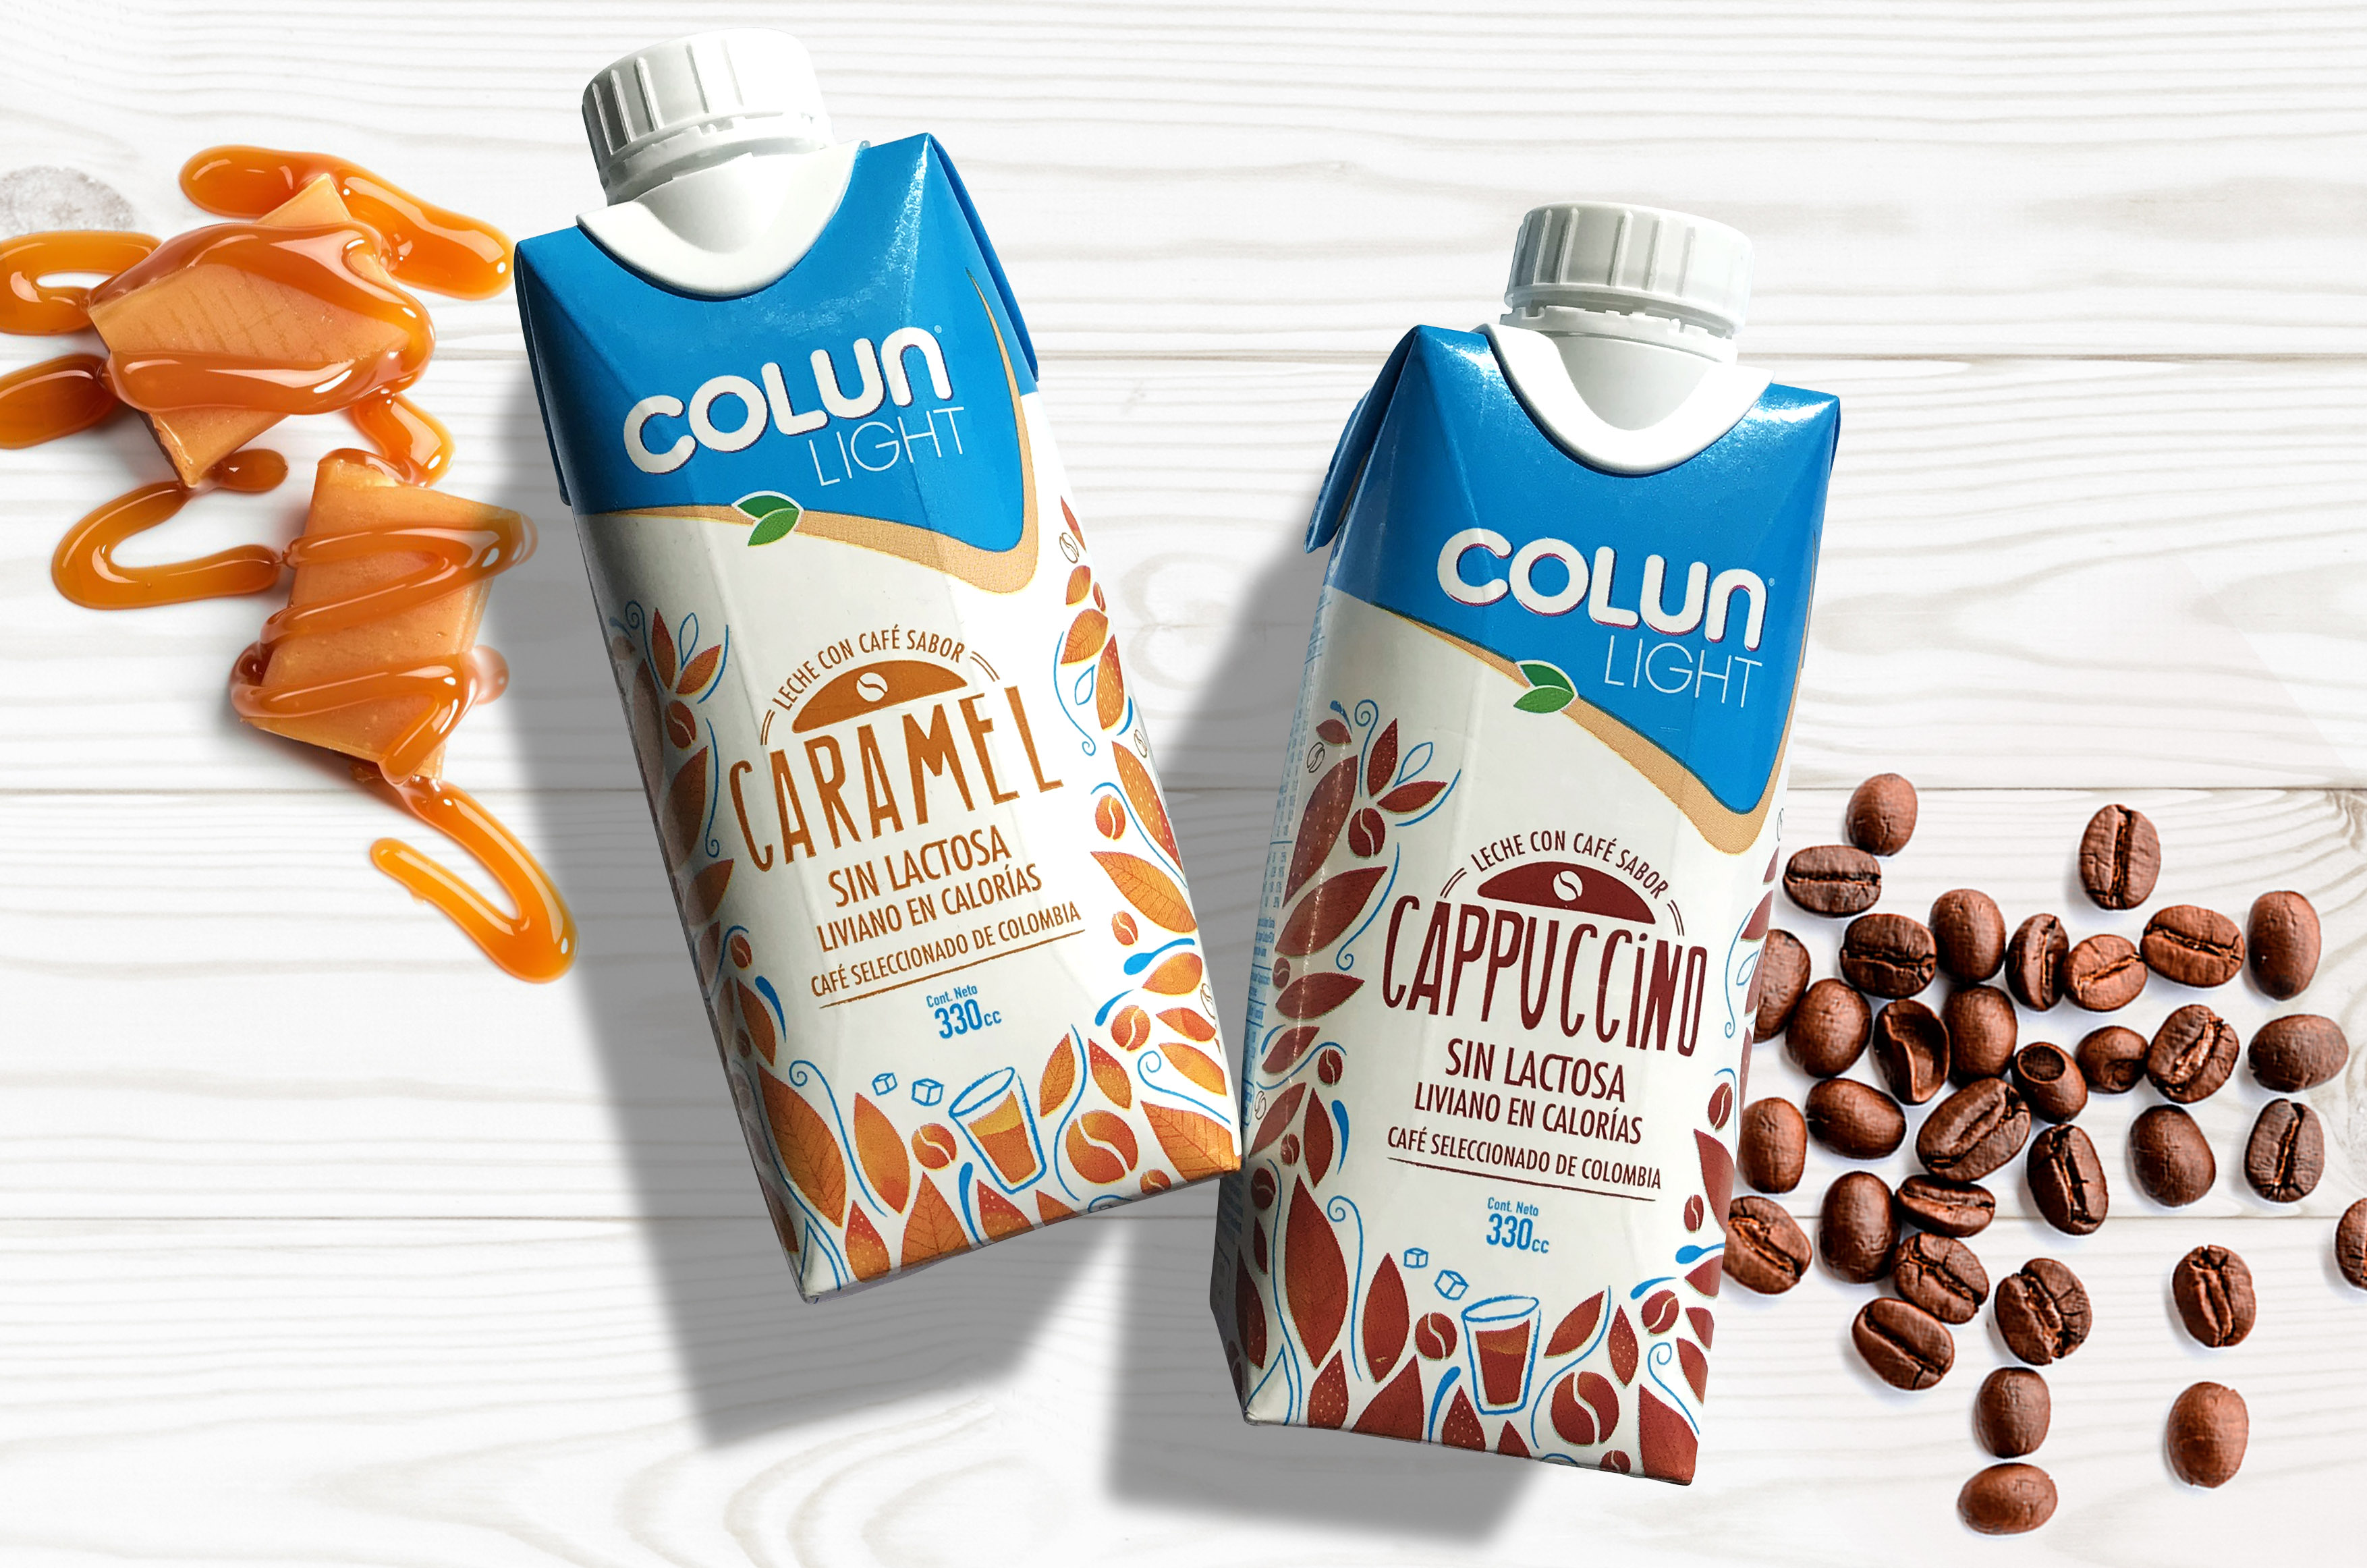 COLUN
LIGHT
LECHE CON CAFÉ SABOR
CARAMEL
SIN LACTOSA
LIVIANO EN CALORÍAS
CAFÉ SELECCIONADO DE COLOMBIA
Cont. Neto
330cc
COLUN
LIGHT
LECHE CON CAFÉ SABOR
CAPPUCCiNO
SIN LACTOSA
LIVIANO EN CALORÍAS
CAFÉ SELECCIONADO DE COLOMBIA
Cont. Neto
330cc